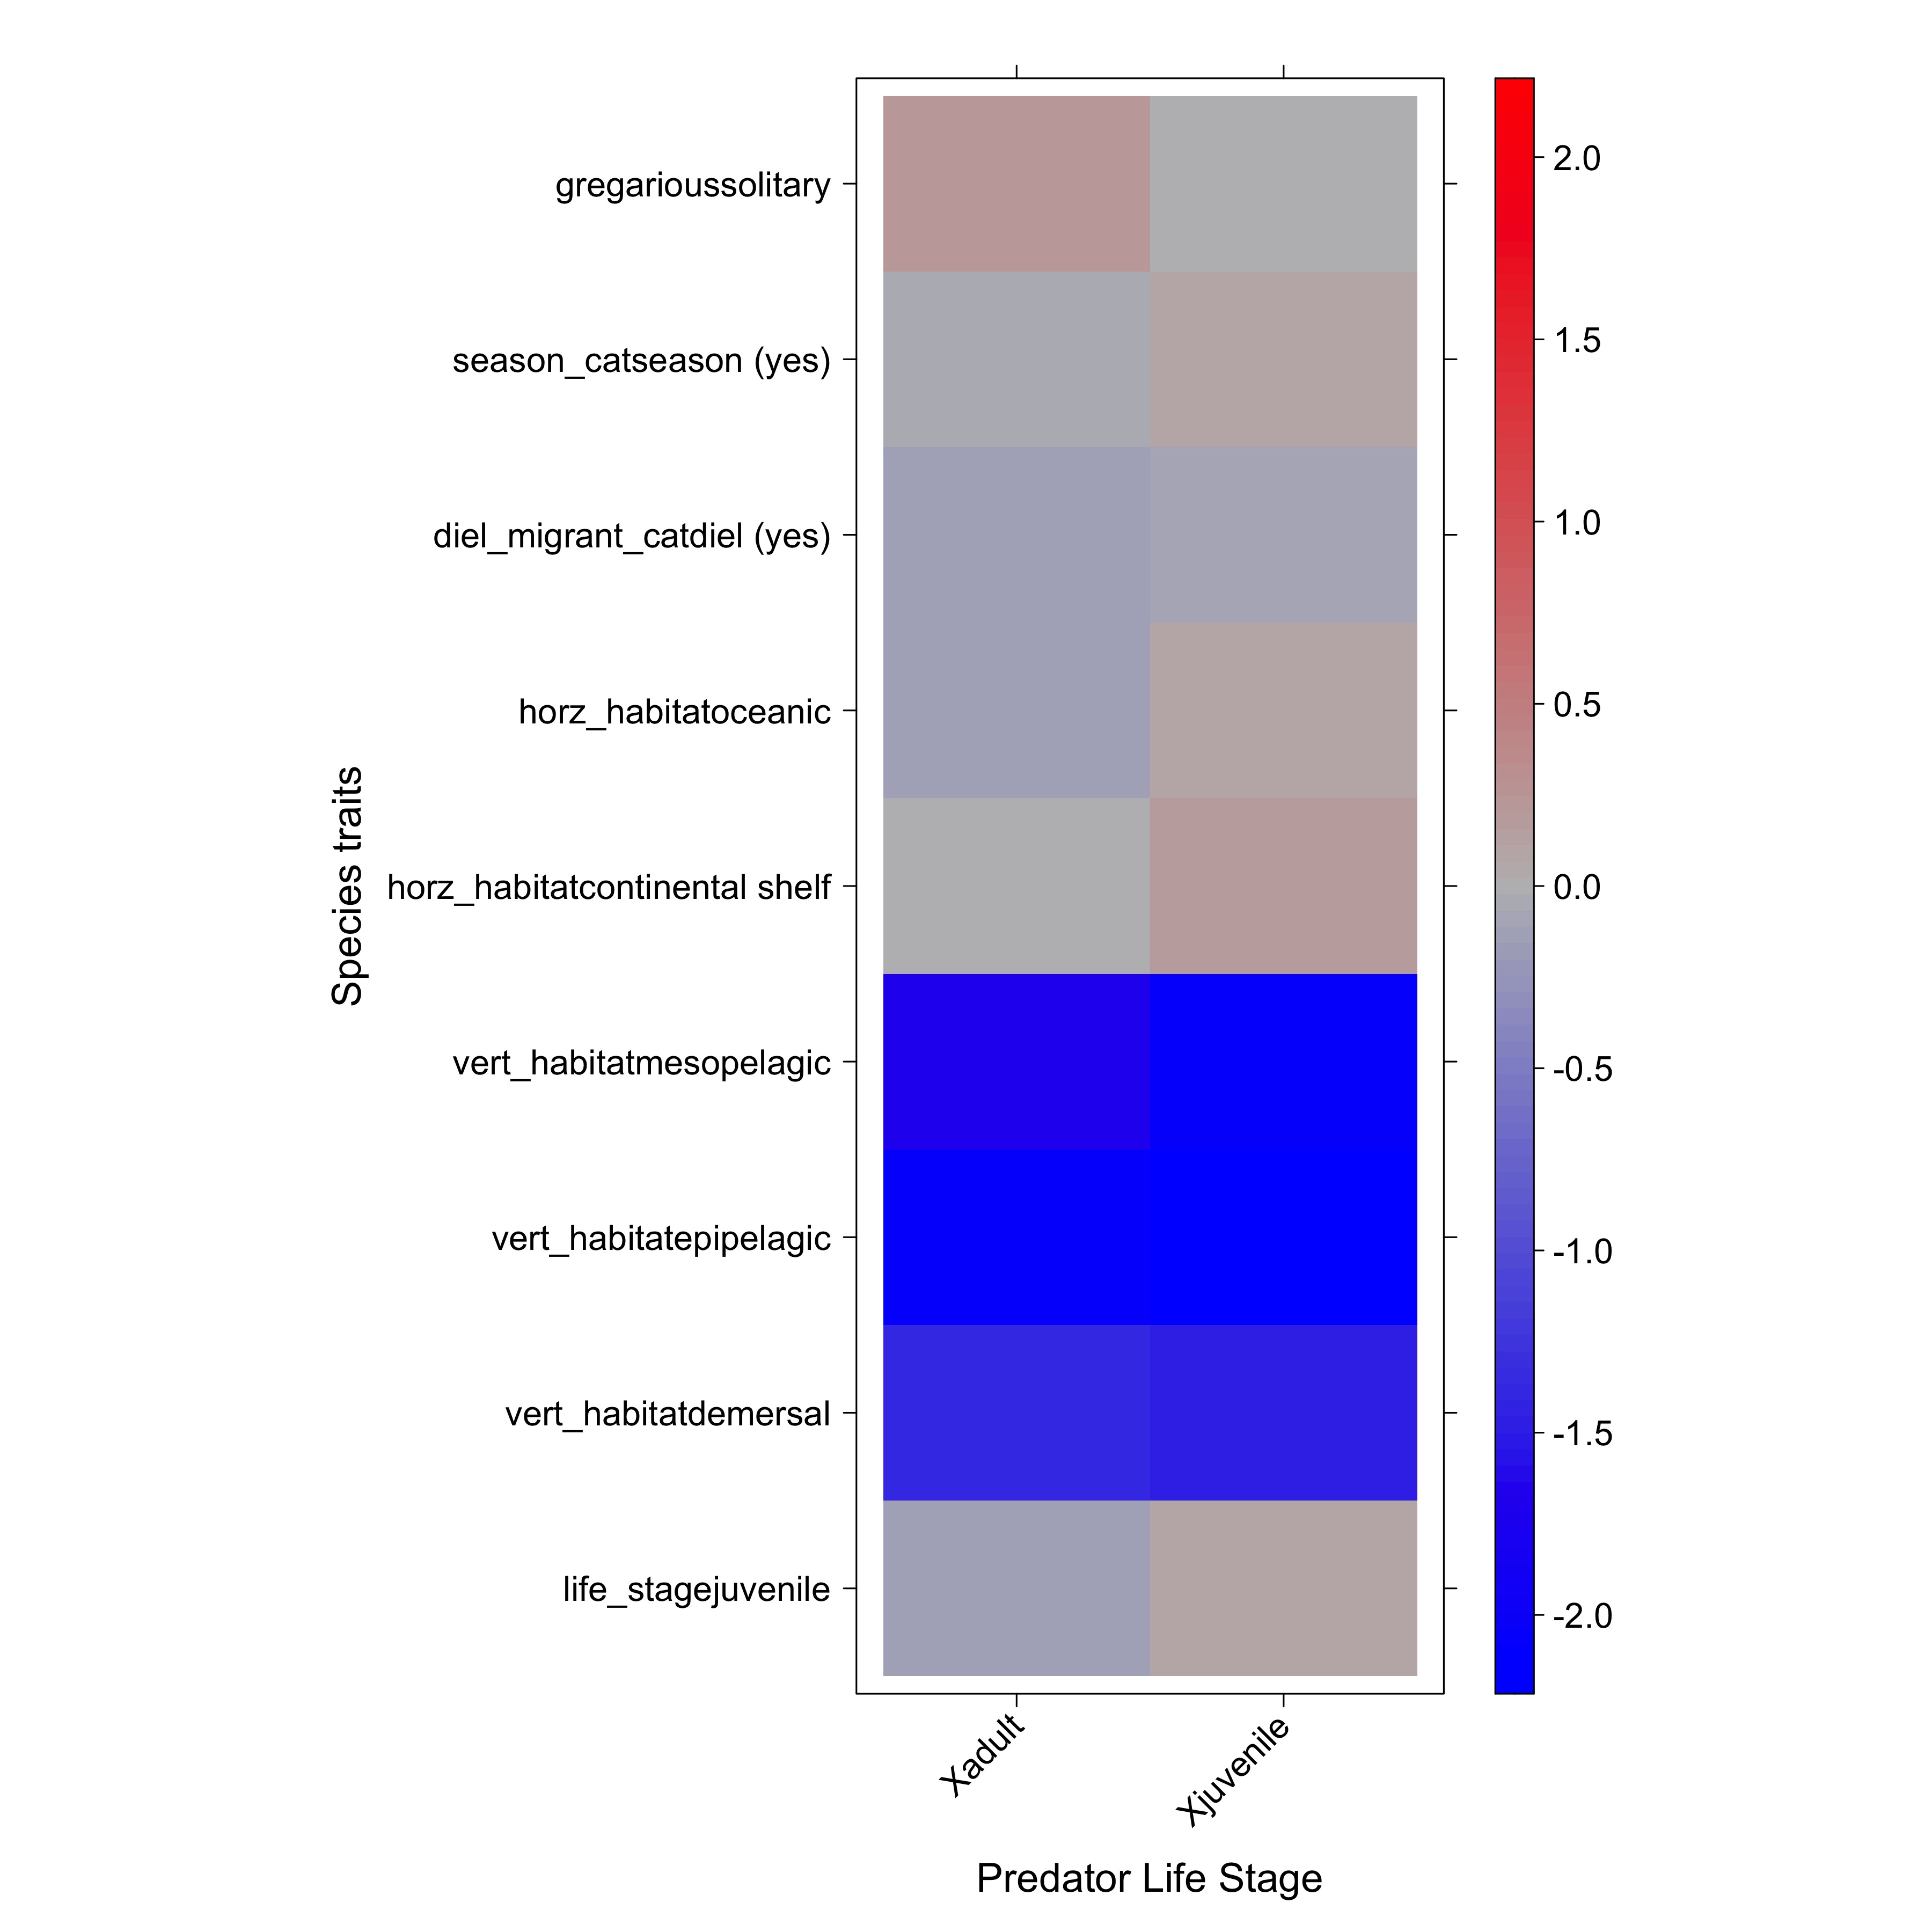 Species traits
gregarioussolitary
season_catseason (yes)
diel_migrant_catdiel (yes)
horz_habitatoceanic
horz_habitatcontinental shelf
vert_habitatmesopelagic
vert_habitatepipelagic
vert_habitatdemersal
life_stagejuvenile
Xadult
Xjuvenile
Predator Life Stage
2.0
1.5
1.0
0.5
0.0
-0.5
-1.0
-1.5
-2.0